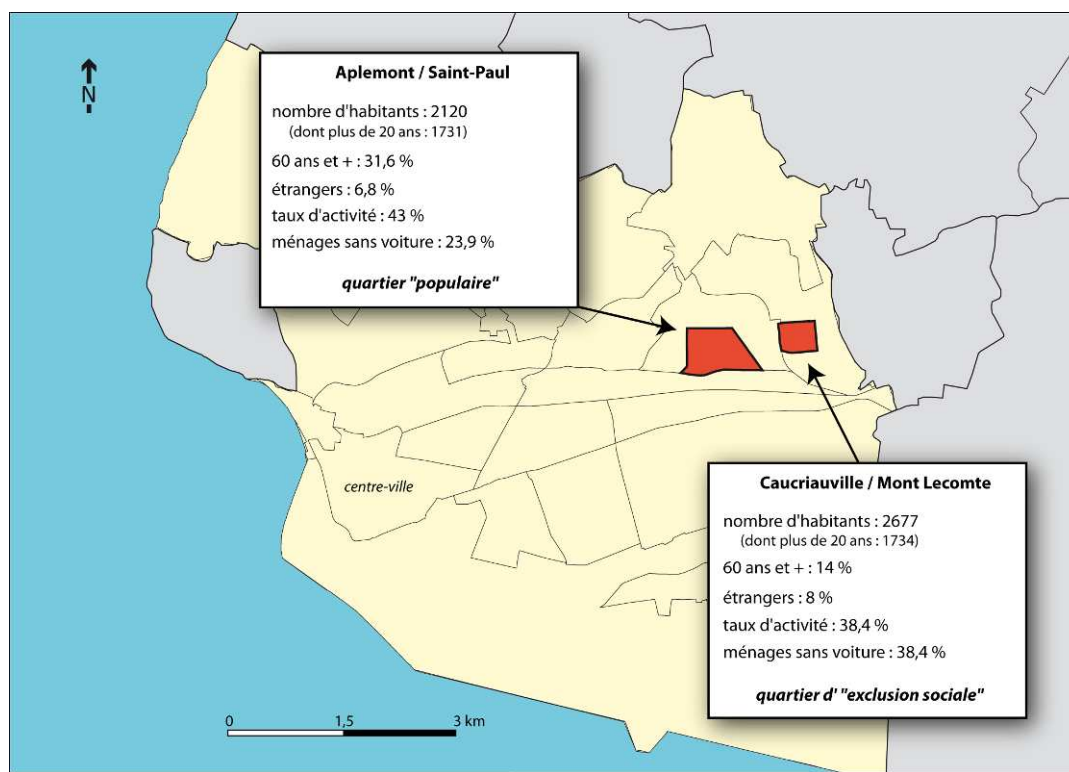 N
Aplemont / Saint-Paul
nombre d'habitants : 2120
(dont plus de 20 ans : 1731)
60 ans et + : 31,6 %
étrangers : 6,8 %
taux d'activité : 43 %
ménages sans voiture : 23,9 %
quartier "populaire"
centre-ville
Caucriauville / Mont Lecomte
nombre d'habitants : 2677
(dont plus de 20 ans : 1734)
60 ans et + : 14 %
étrangers : 8 %
taux d'activité : 38,4 %
ménages sans voiture : 38,4 %
quartier d' "exclusion sociale"
0 1,5 3 km